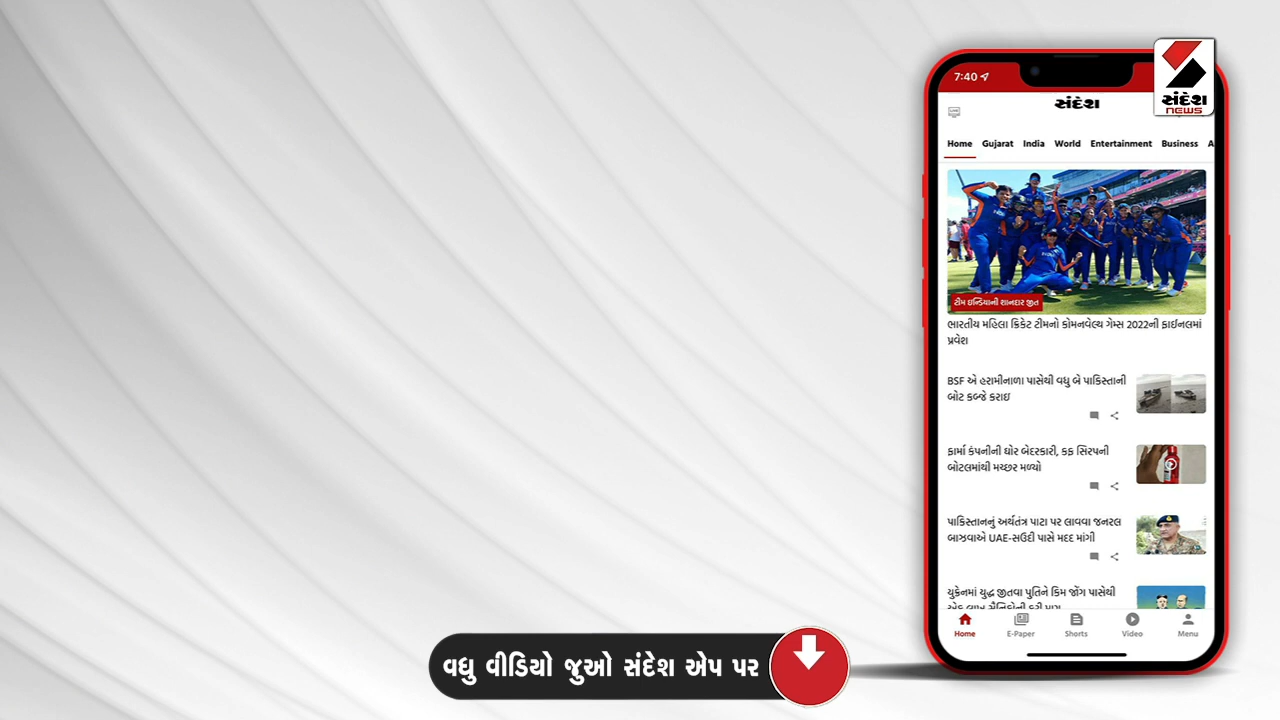 સંદેશ
NEWS
7:40
સંદેશ
Home Gujarat India World Entertainment Business A
ટીમ ઇન્ડિયાની શાનદાર જીત
ભારતીય મહિલા ક્રિકેટ ટીમનો કોમનવેલ્થ ગેમ્સ 2022ની ફાઈનલમાં
પ્રવેશ
BSF એ હરામીનાળા પાસેથી વધુ બે પાકિસ્તાની
બોટ કબ્જે કરાઇ
ફાર્મા કંપનીની ઘોર બેદરકારી, કફ સિરપની
બોટલમાંથી મચ્છર મળ્યો
પાકિસ્તાનનું અર્થતંત્ર પાટા પર લાવવા જનરલ
બાઝવાએ UAE-સઉદી પાસે મદદ માંગી
યુક્રેનમાં યુદ્ધ જીતવા પુતિને કિમ જોંગ પાસેથી
Home E-Paper Shorts Video Menu
વધુ વીડિયો જુઓ સંદેશ એપ પર